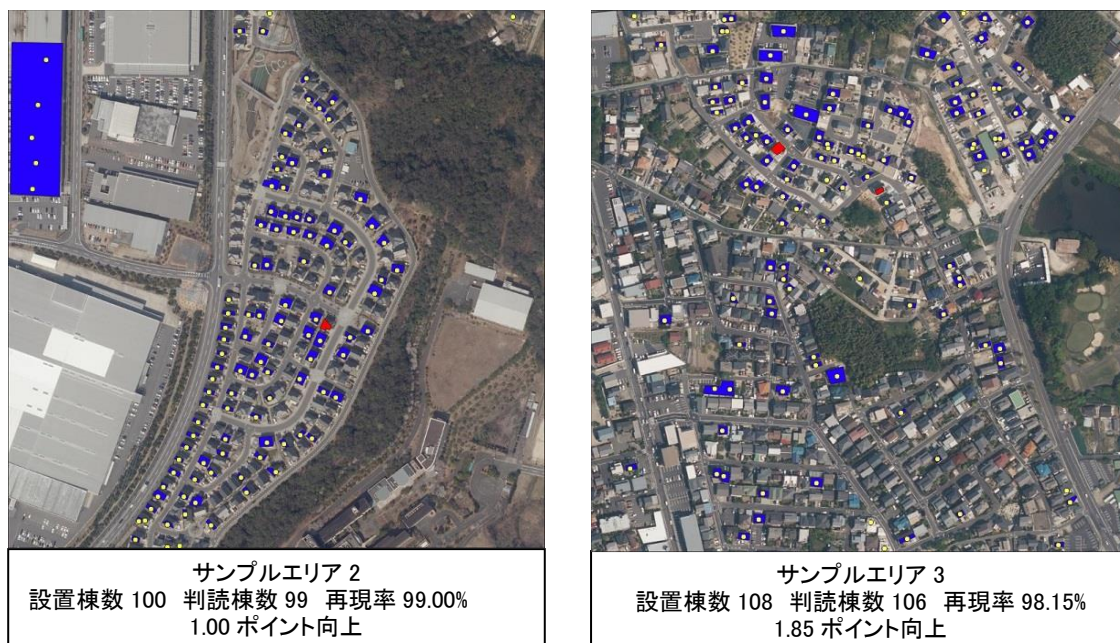 サンプルエリア 2
設置棟数 100 判読棟数 99 再現率 99.00%
1.00 ポイント向上
サンプルエリア 3
設置棟数 108 判読棟数 106 再現率 98.15%
1.85 ポイント向上